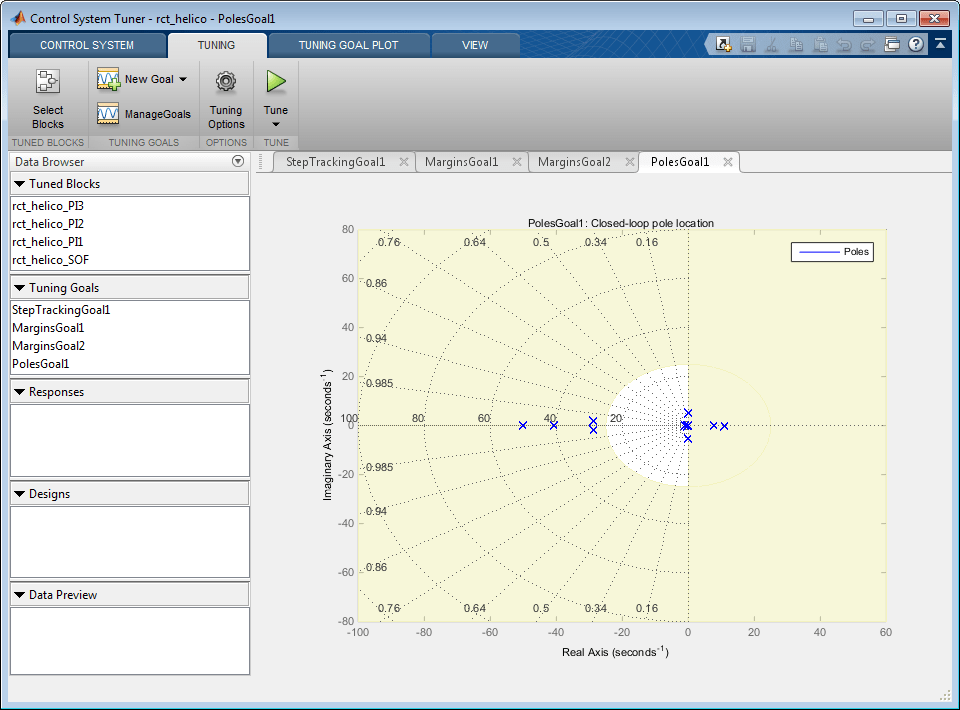 Control System Tuner - rct_helico - PolesGoal1
CONTROL SYSTEM TUNING TUNING GOAL PLOT VIEW
Select Blocks
New Goal
ManageGoals
Tuning Options
Tune
TUNED BLOCKS TUNING GOALS OPTIONS TUNE
Data Browser
StepTrackingGoal1 MarginsGoal1 MarginsGoal2 PolesGoal1
Tuned Blocks
rct_helico_PI3
rct_helico_PI2
rct_helico_PI1
rct_helico_SOF
Tuning Goals
StepTrackingGoal1
MarginsGoal1
MarginsGoal2
PolesGoal1
Responses
Designs
Data Preview
PolesGoal1: Closed-loop pole location
Poles
Imaginary Axis (seconds⁻¹)
80
60
40
20
0
-20
-40
-60
-80
0.76 0.64 0.5 0.34 0.16
0.86
0.94
0.985
100 80 60 40 20
0.985
0.94
0.86
0.76 0.64 0.5 0.34 0.16
-100 -80 -60 -40 -20 0 20 40 60
Real Axis (seconds⁻¹)